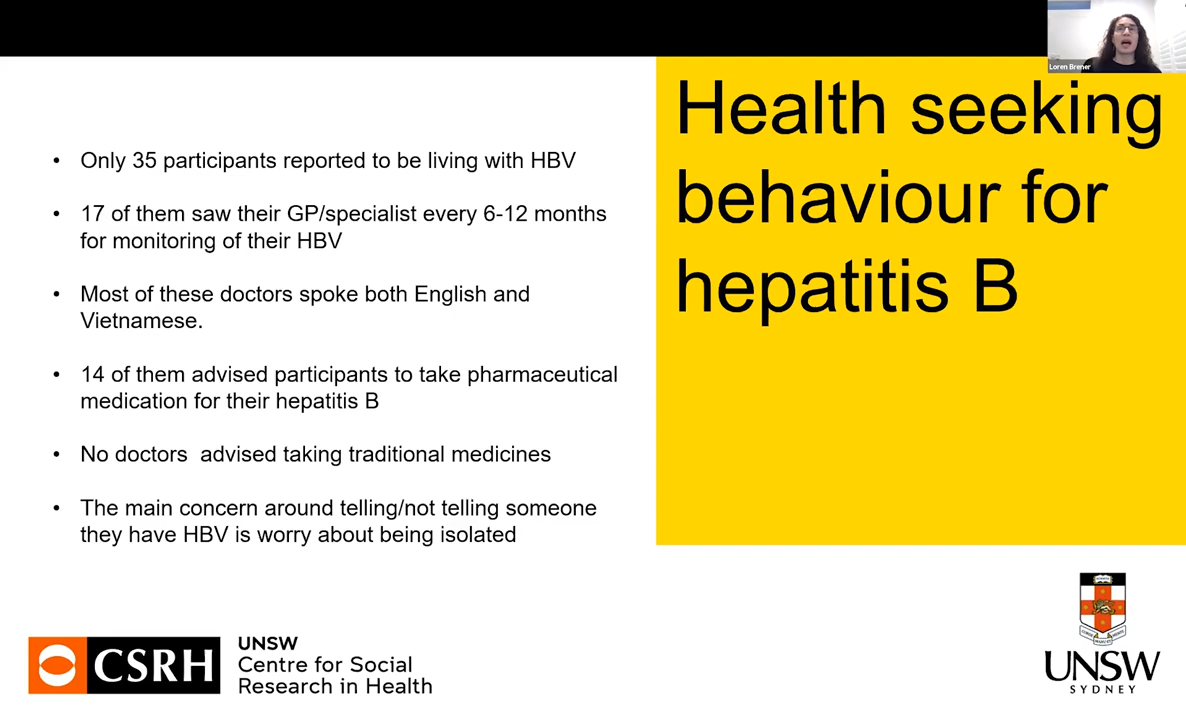 Loren Brener
Health seeking
behaviour for
hepatitis B
• Only 35 participants reported to be living with HBV
• 17 of them saw their GP/specialist every 6-12 months
for monitoring of their HBV
• Most of these doctors spoke both English and
Vietnamese.
• 14 of them advised participants to take pharmaceutical
medication for their hepatitis B
• No doctors  advised taking traditional medicines
• The main concern around telling/not telling someone
they have HBV is worry about being isolated
CSRH
UNSW
Centre for Social
Research in Health
UNSW
SYDNEY